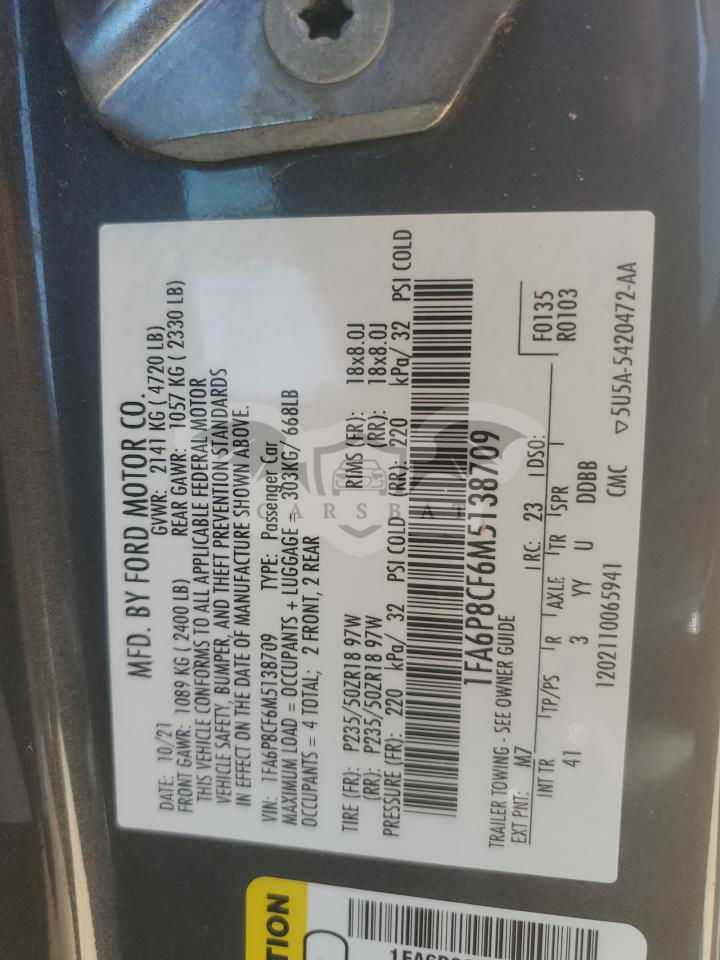 MFD. BY FORD MOTOR CO.
DATE: 10/21 GVWR: 2141 KG ( 4720 LB)
FRONT GAWR: 1089 KG ( 2400 LB) REAR GAWR: 1057 KG ( 2330 LB)
THIS VEHICLE CONFORMS TO ALL APPLICABLE FEDERAL MOTOR
VEHICLE SAFETY, BUMPER, AND THEFT PREVENTION STANDARDS
IN EFFECT ON THE DATE OF MANUFACTURE SHOWN ABOVE.
VIN: 1FA6P8CF6M5138709 TYPE: Passenger Car
MAXIMUM LOAD = OCCUPANTS + LUGGAGE = 303KG/ 668LB
OCCUPANTS = 4 TOTAL; 2 FRONT, 2 REAR
TIRE (FR): P235/50ZR18 97W RIMS (FR): 18x8.0J
(RR): P235/50ZR18 97W (RR): 18x8.0J
PRESSURE (FR): 220 kPa/ 32 PSI COLD (RR): 220 kPa/ 32 PSI COLD
1FA6P8CF6M5138709
TRAILER TOWING - SEE OWNER GUIDE
EXT PNT: M7 RC: 23 DSO: F0135
R0103
INT TR TP/PS R AXLE TR SPR
41 3 YY U DDBB
1202110065941 CMC ▽5U5A-5420472-AA
CARSBAT